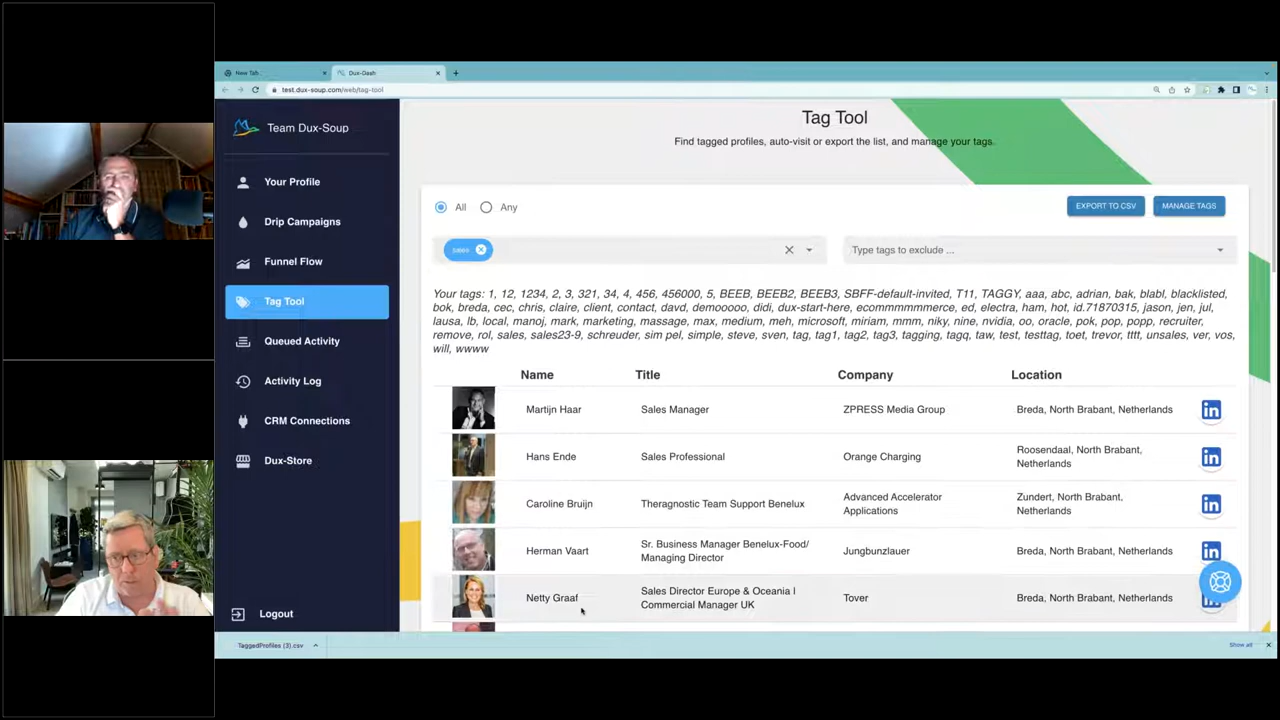 New Tab
Dux-Dash
test.dux-soup.com/web/tag-tool
Team Dux-Soup
Your Profile
Drip Campaigns
Funnel Flow
Tag Tool
Queued Activity
Activity Log
CRM Connections
Dux-Store
Logout
Tag Tool
Find tagged profiles, auto-visit or export the list, and manage your tags.
All
Any
EXPORT TO CSV
MANAGE TAGS
Type tags to exclude ...
Your tags: 1, 12, 1234, 2, 3, 321, 34, 4, 456, 456000, 5, BEEB, BEEB2, BEEB3, SBFF-default-invited, T11, TAGGY, aaa, abc, adrian, bak, blabl, blacklisted,
bok, breda, cec, chris, claire, client, contact, davd, demooooo, didi, dux-start-here, ecommmmmerce, ed, electra, ham, hot, id.71870315, jason, jen, jul,
lausa, lb, local, manoj, mark, marketing, massage, max, medium, meh, microsoft, miriam, mmm, niky, nine, nvidia, oo, oracle, pok, pop, popp, recruiter,
remove, rol, sales, sales23-9, schreuder, sim pel, simple, steve, sven, tag, tag1, tag2, tag3, tagging, tagq, taw, test, testtag, toet, trevor, tttt, unsales, ver, vos,
will, wwww
Name Title Company Location
Martijn Haar Sales Manager ZPRESS Media Group Breda, North Brabant, Netherlands
Hans Ende Sales Professional Orange Charging Roosendaal, North Brabant,
Netherlands
Caroline Bruijn Theragnostic Team Support Benelux Advanced Accelerator
Applications Zundert, North Brabant,
Netherlands
Herman Vaart Sr. Business Manager Benelux-Food/
Managing Director Jungbunzlauer Breda, North Brabant, Netherlands
Netty Graaf Sales Director Europe & Oceania I
Commercial Manager UK Tover Breda, North Brabant, Netherlands
in
in
in
in
TaggedProfiles (3).csv
Show all